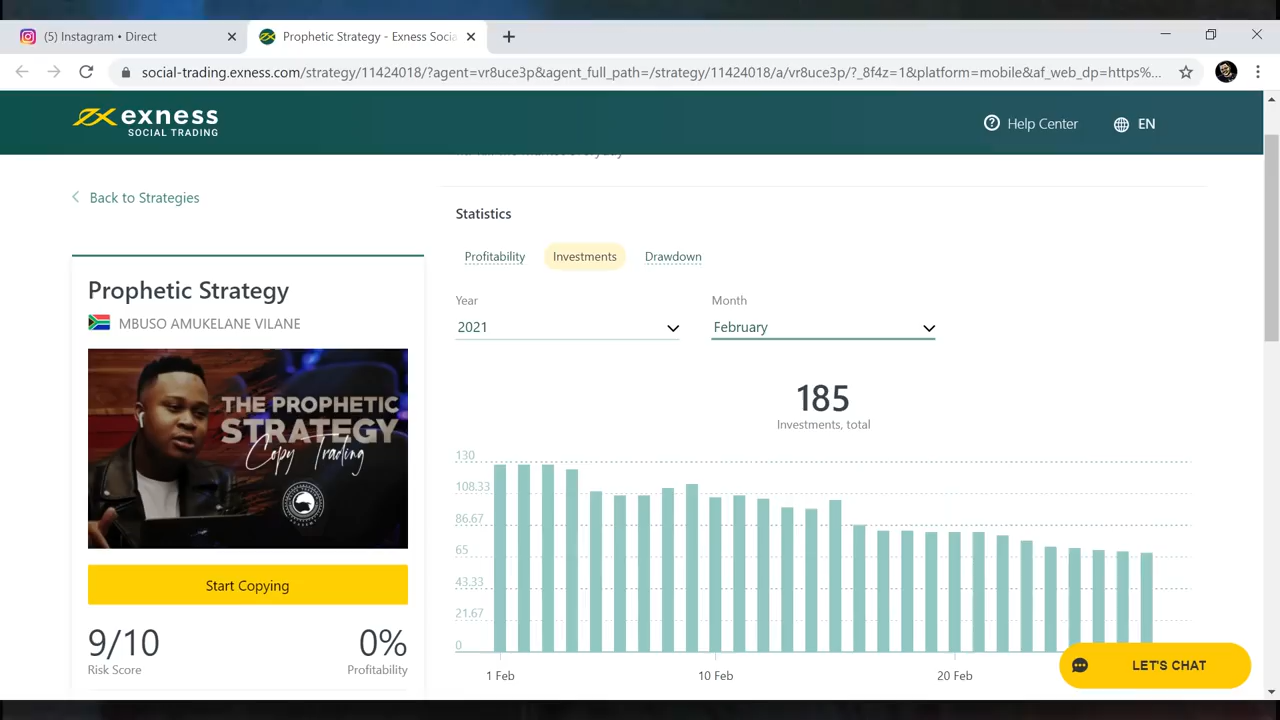 (5) Instagram • Direct
Prophetic Strategy - Exness Socia
social-trading.exness.com/strategy/11424018/?agent=vr8uce3p&agent_full_path=/strategy/11424018/a/vr8uce3p/?_8f4z=1&platform=mobile&af_web_dp=https%...
exness
SOCIAL TRADING
Help Center
EN
Back to Strategies
Prophetic Strategy
MBUSO AMUKELANE VILANE
THE PROPHETIC
STRATEGY
Copy Trading
Start Copying
9/10
Risk Score
0%
Profitability
Statistics
Profitability
Investments
Drawdown
Year
2021
Month
February
185
Investments, total
130
108.33
86.67
65
43.33
21.67
0
1 Feb
10 Feb
20 Feb
LET'S CHAT